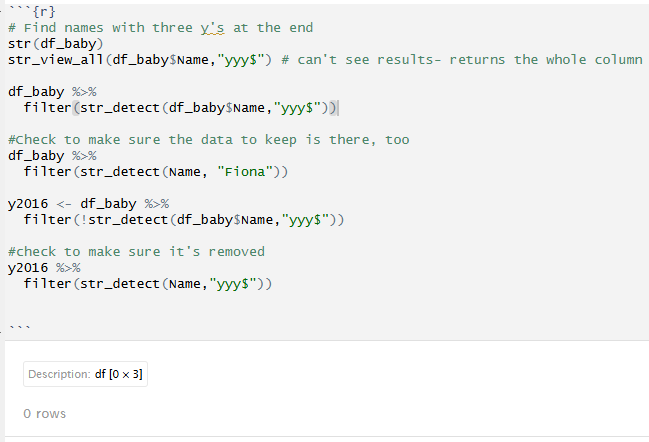 ```{r}
# Find names with three y's at the end
str(df_baby)
str_view_all(df_baby$Name,"yyy$") # can't see results- returns the whole column
df_baby %>%
filter(str_detect(df_baby$Name,"yyy$"))
#Check to make sure the data to keep is there, too
df_baby %>%
filter(str_detect(Name, "Fiona"))
y2016 <- df_baby %>%
filter(!str_detect(df_baby$Name,"yyy$"))
#check to make sure it's removed
y2016 %>%
filter(str_detect(Name,"yyy$"))
```
Description: df [0 × 3]
0 rows